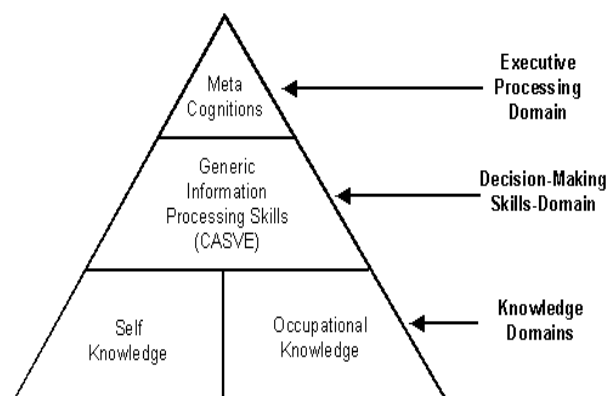 Meta
Cognitions
Executive
Processing
Domain
Generic
Information
Processing Skills
(CASVE)
Decision-Making
Skills-Domain
Self
Knowledge
Occupational
Knowledge
Knowledge
Domains